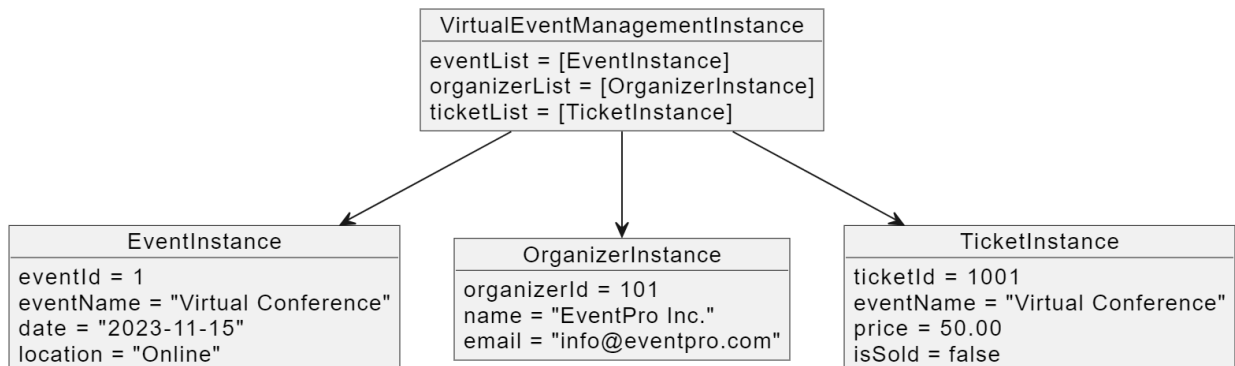 VirtualEventManagementInstance
eventList = [EventInstance]
organizerList = [OrganizerInstance]
ticketList = [TicketInstance]
EventInstance
eventId = 1
eventName = "Virtual Conference"
date = "2023-11-15"
location = "Online"
OrganizerInstance
organizerId = 101
name = "EventPro Inc."
email = "info@eventpro.com"
TicketInstance
ticketId = 1001
eventName = "Virtual Conference"
price = 50.00
isSold = false